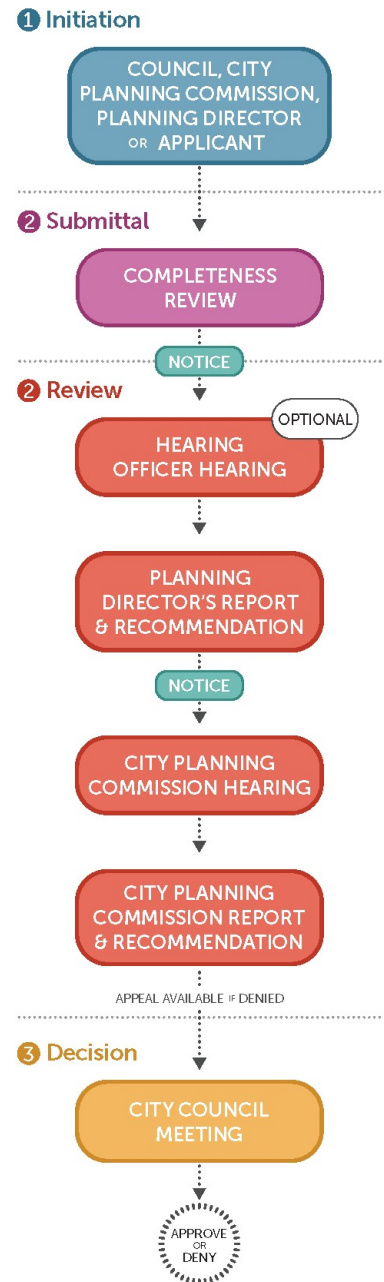 1 Initiation
COUNCIL, CITY
PLANNING COMMISSION,
PLANNING DIRECTOR
OR APPLICANT
2 Submittal
COMPLETENESS
REVIEW
NOTICE
2 Review
OPTIONAL
HEARING
OFFICER HEARING
PLANNING
DIRECTOR'S REPORT
& RECOMMENDATION
NOTICE
CITY PLANNING
COMMISSION HEARING
CITY PLANNING
COMMISSION REPORT
& RECOMMENDATION
APPEAL AVAILABLE IF DENIED
3 Decision
CITY COUNCIL
MEETING
APPROVE
OR
DENY